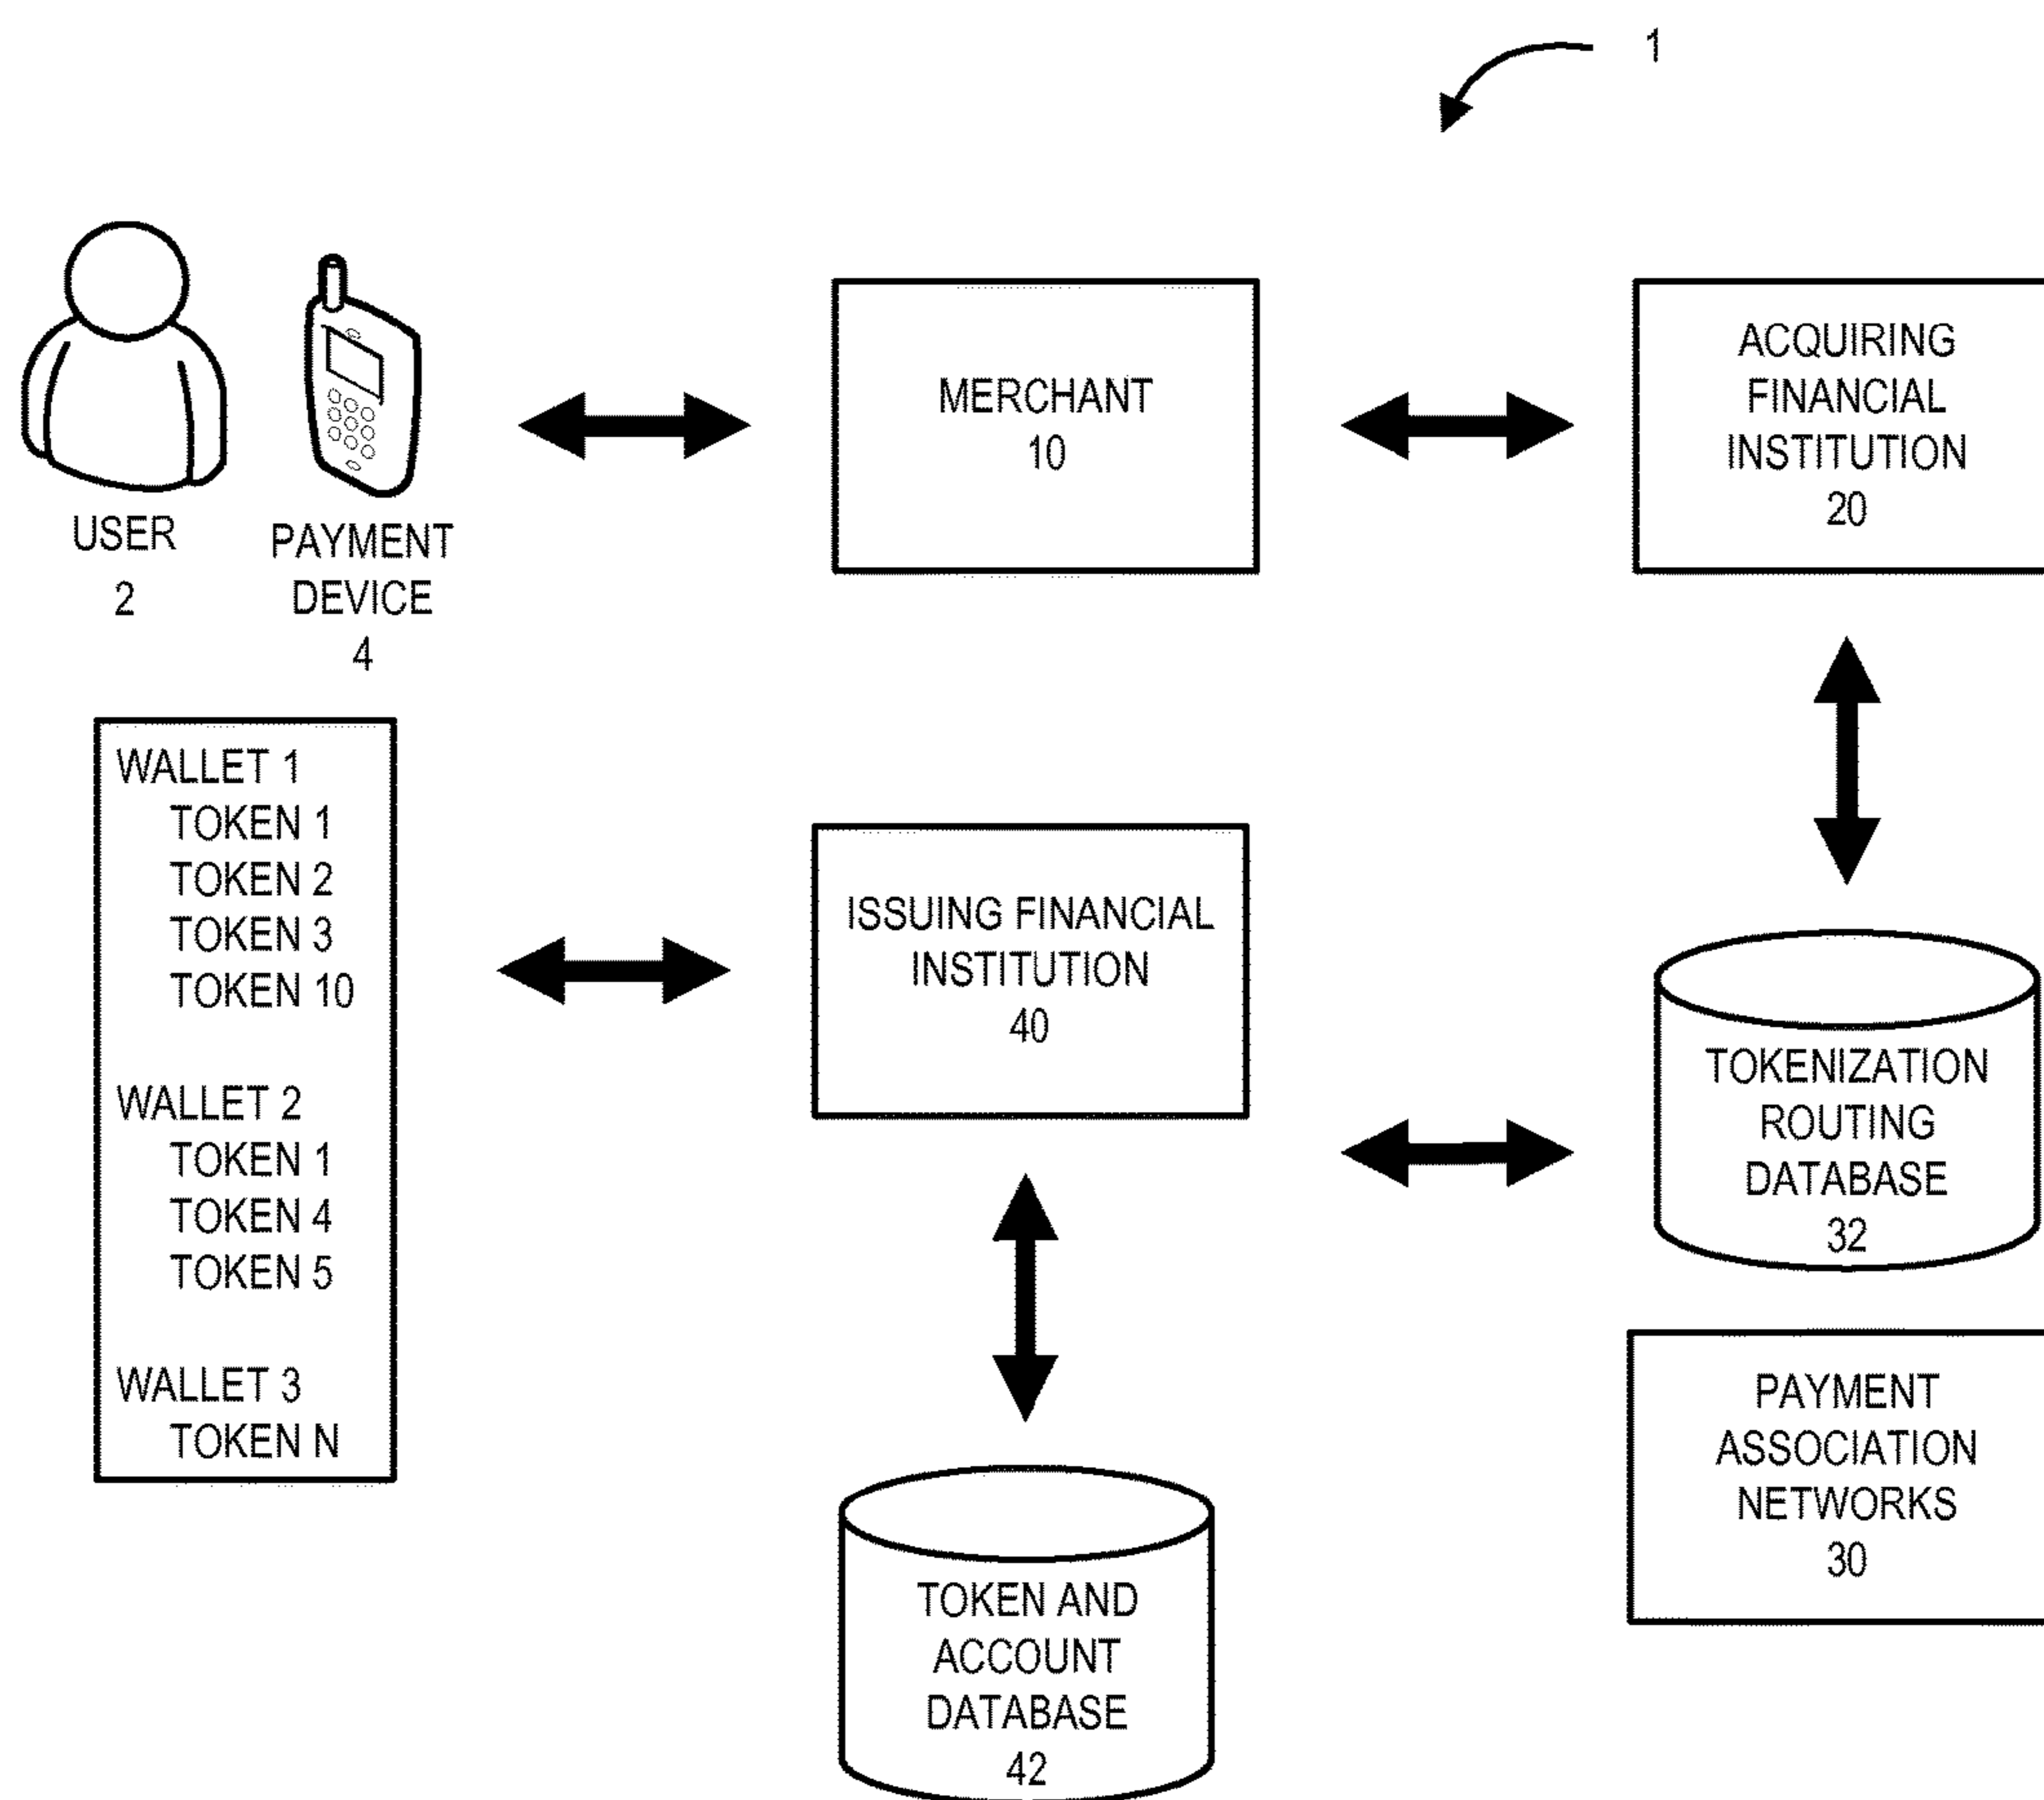 1
USER
2
PAYMENT
DEVICE
4
MERCHANT
10
ACQUIRING
FINANCIAL
INSTITUTION
20
WALLET 1
TOKEN 1
TOKEN 2
TOKEN 3
TOKEN 10
WALLET 2
TOKEN 1
TOKEN 4
TOKEN 5
WALLET 3
TOKEN N
ISSUING FINANCIAL
INSTITUTION
40
TOKENIZATION
ROUTING
DATABASE
32
PAYMENT
ASSOCIATION
NETWORKS
30
TOKEN AND
ACCOUNT
DATABASE
42